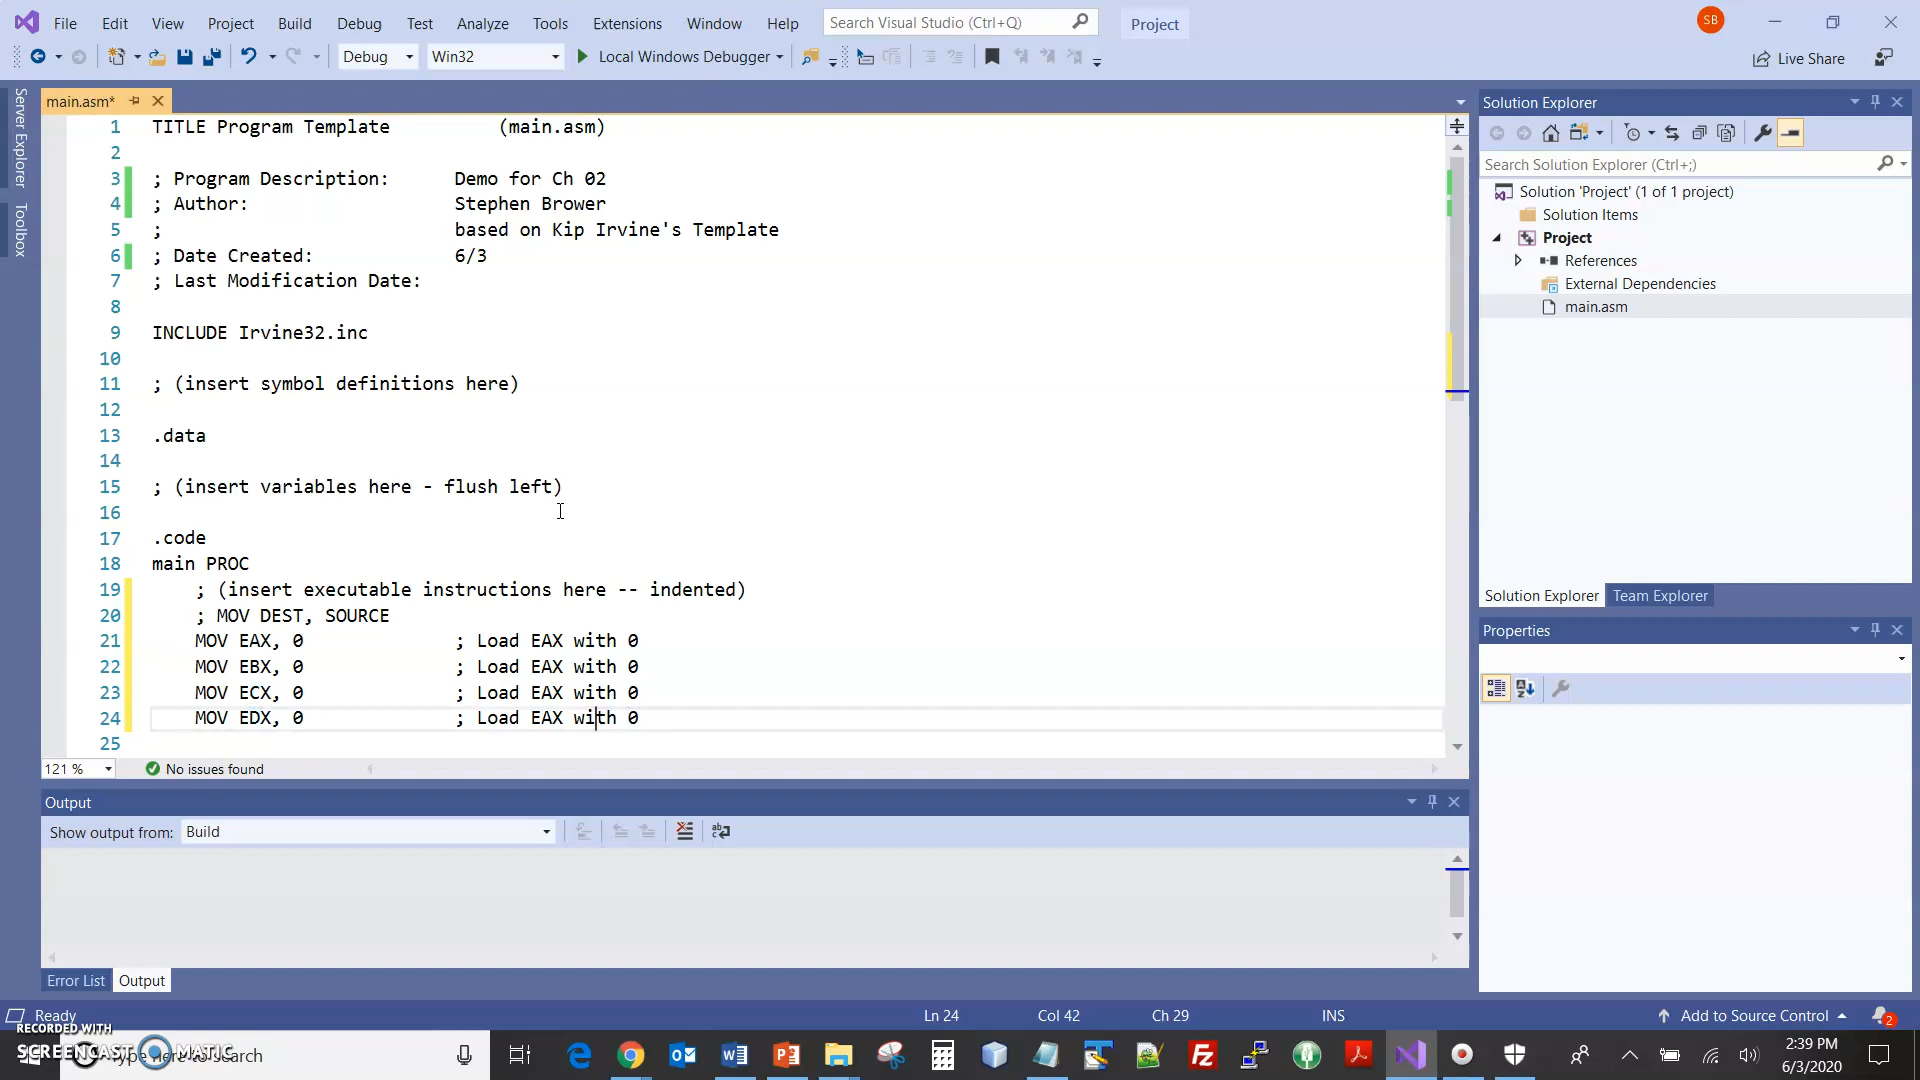 File Edit View Project Build Debug Test Analyze Tools Extensions Window Help Search Visual Studio (Ctrl+Q) Project SB
Debug Win32 Local Windows Debugger Live Share
Server Explorer
Toolbox
main.asm*
1 TITLE Program Template (main.asm)
2
3 ; Program Description: Demo for Ch 02
4 ; Author: Stephen Brower
5 ; based on Kip Irvine's Template
6 ; Date Created: 6/3
7 ; Last Modification Date:
8
9 INCLUDE Irvine32.inc
10
11 ; (insert symbol definitions here)
12
13 .data
14
15 ; (insert variables here - flush left)
16
17 .code
18 main PROC
19 ; (insert executable instructions here -- indented)
20 ; MOV DEST, SOURCE
21 MOV EAX, 0 ; Load EAX with 0
22 MOV EBX, 0 ; Load EAX with 0
23 MOV ECX, 0 ; Load EAX with 0
24 MOV EDX, 0 ; Load EAX with 0
25
121 % No issues found
Output
Show output from: Build
Error List Output
Solution Explorer
Search Solution Explorer (Ctrl+;)
Solution 'Project' (1 of 1 project)
Solution Items
Project
References
External Dependencies
main.asm
Solution Explorer Team Explorer
Properties
Ready Ln 24 Col 42 Ch 29 INS Add to Source Control 2
RECORDED WITH
SCREENCAST MATIC
Type here to search
2:39 PM
6/3/2020